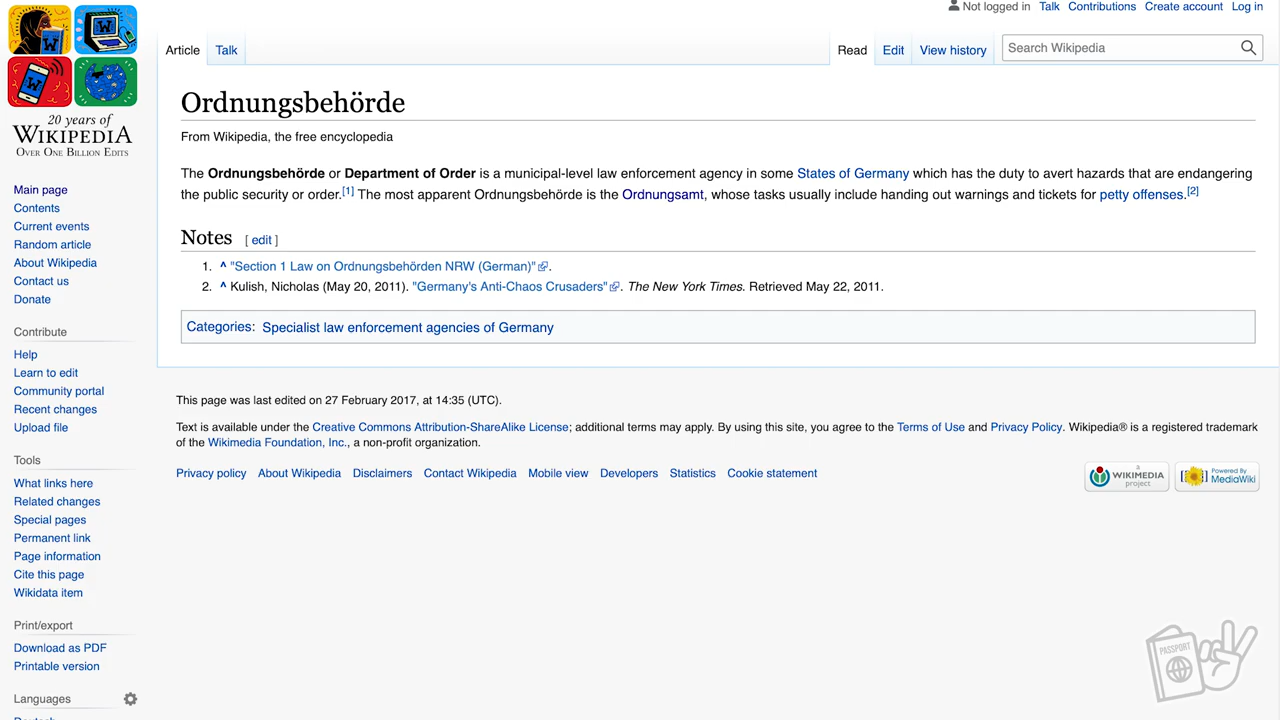 Not logged in Talk Contributions Create account Log in
Article Talk Read Edit View history Search Wikipedia
20 years of
WIKIPEDIA
OVER ONE BILLION EDITS
Main page
Contents
Current events
Random article
About Wikipedia
Contact us
Donate
Contribute
Help
Learn to edit
Community portal
Recent changes
Upload file
Tools
What links here
Related changes
Special pages
Permanent link
Page information
Cite this page
Wikidata item
Print/export
Download as PDF
Printable version
Languages
Ordnungsbehörde
From Wikipedia, the free encyclopedia
The Ordnungsbehörde or Department of Order is a municipal-level law enforcement agency in some States of Germany which has the duty to avert hazards that are endangering
the public security or order.[1] The most apparent Ordnungsbehörde is the Ordnungsamt, whose tasks usually include handing out warnings and tickets for petty offenses.[2]
Notes [ edit ]
1. ^ "Section 1 Law on Ordnungsbehörden NRW (German)".
2. ^ Kulish, Nicholas (May 20, 2011). "Germany's Anti-Chaos Crusaders". The New York Times. Retrieved May 22, 2011.
Categories: Specialist law enforcement agencies of Germany
This page was last edited on 27 February 2017, at 14:35 (UTC).
Text is available under the Creative Commons Attribution-ShareAlike License; additional terms may apply. By using this site, you agree to the Terms of Use and Privacy Policy. Wikipedia® is a registered trademark
of the Wikimedia Foundation, Inc., a non-profit organization.
Privacy policy About Wikipedia Disclaimers Contact Wikipedia Mobile view Developers Statistics Cookie statement
a
WIKIMEDIA
project
Powered By
MediaWiki
PASSPORT